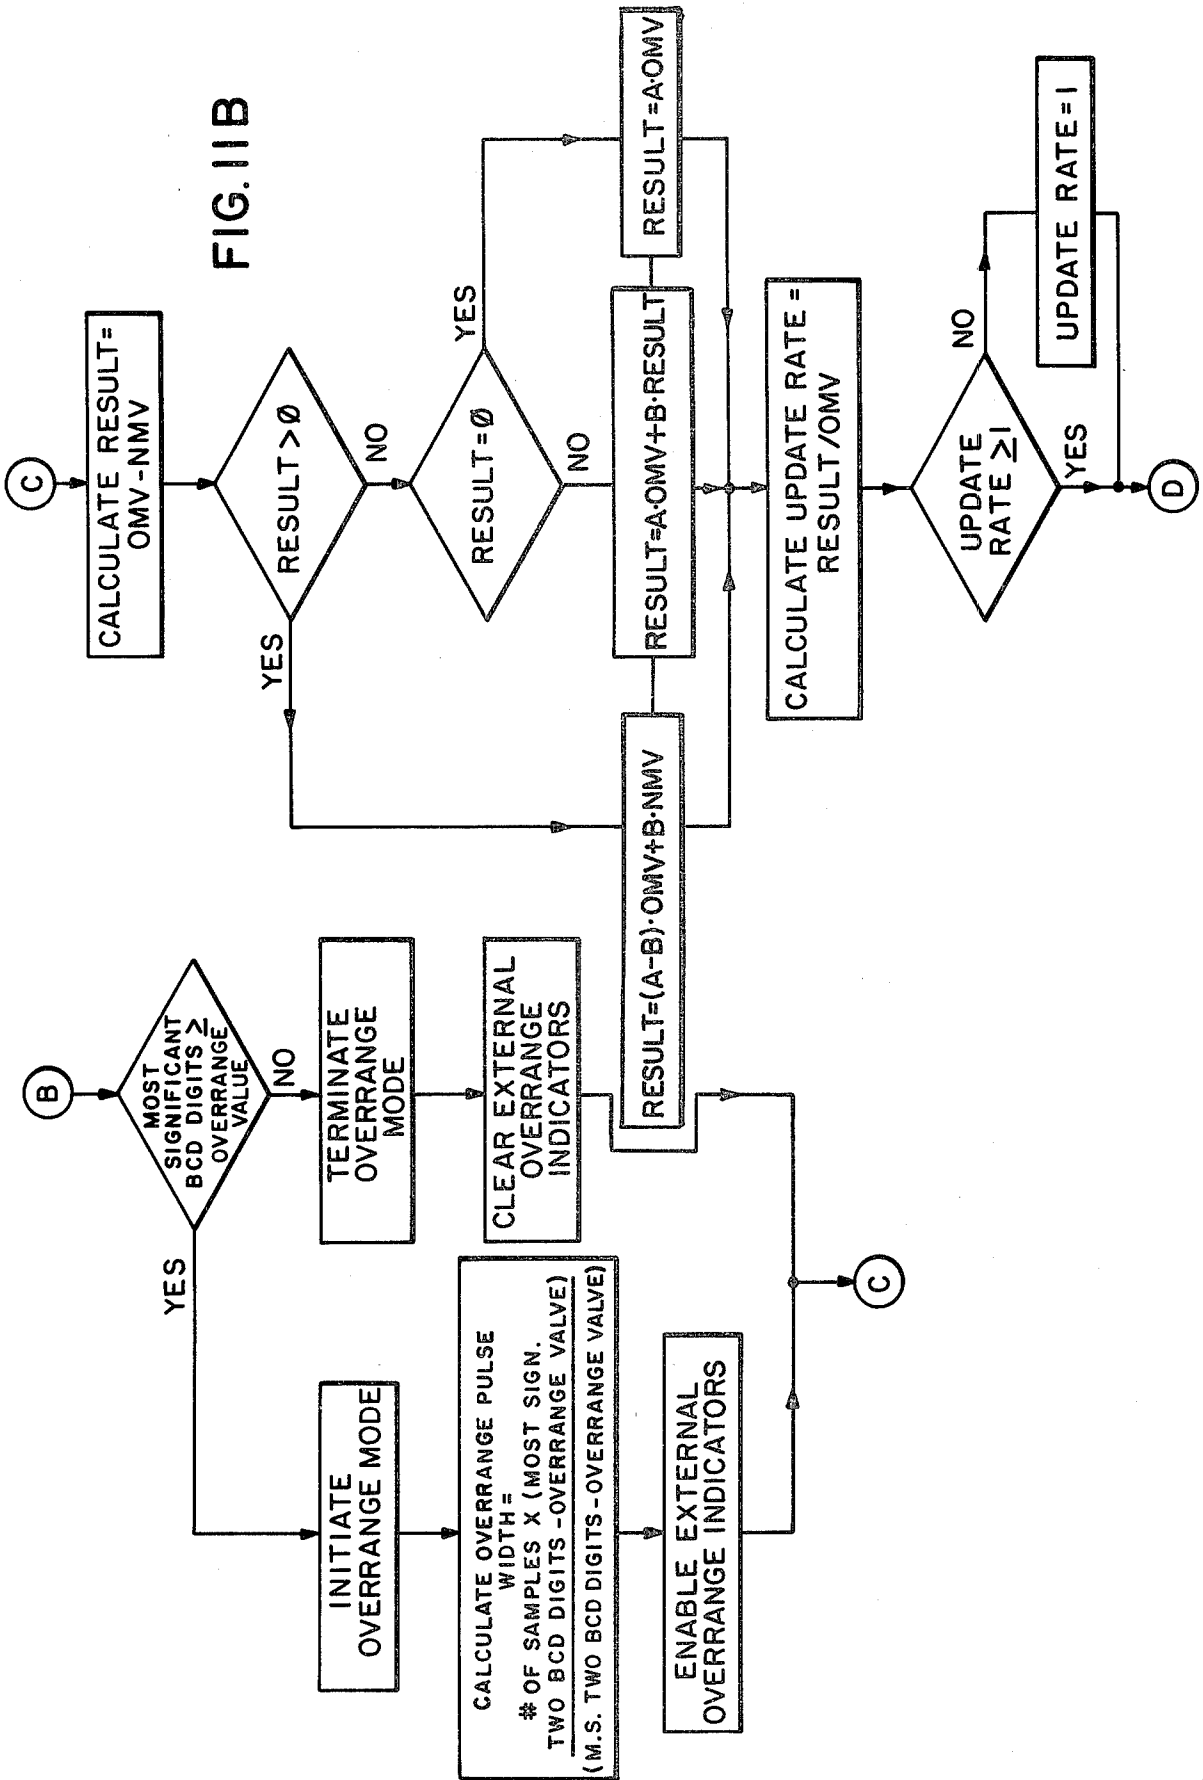 FIG. 11B
B
MOST
SIGNIFICANT
BCD DIGITS ≥
OVERRANGE
VALUE
YES
NO
INITIATE
OVERRANGE MODE
TERMINATE
OVERRANGE
MODE
CALCULATE OVERRANGE PULSE
WIDTH =
# OF SAMPLES X (MOST SIGN.
TWO BCD DIGITS - OVERRANGE VALVE)
(M.S. TWO BCD DIGITS - OVERRANGE VALVE)
CLEAR EXTERNAL
OVERRANGE
INDICATORS
ENABLE EXTERNAL
OVERRANGE INDICATORS
C
C
CALCULATE RESULT=
OMV-NMV
RESULT>Ø
YES
NO
RESULT=Ø
YES
NO
RESULT=(A-B)·OMV+B·NMV
RESULT=A·OMV+B·RESULT
RESULT=A·OMV
CALCULATE UPDATE RATE =
RESULT/OMV
UPDATE
RATE ≥1
NO
YES
UPDATE RATE=1
D